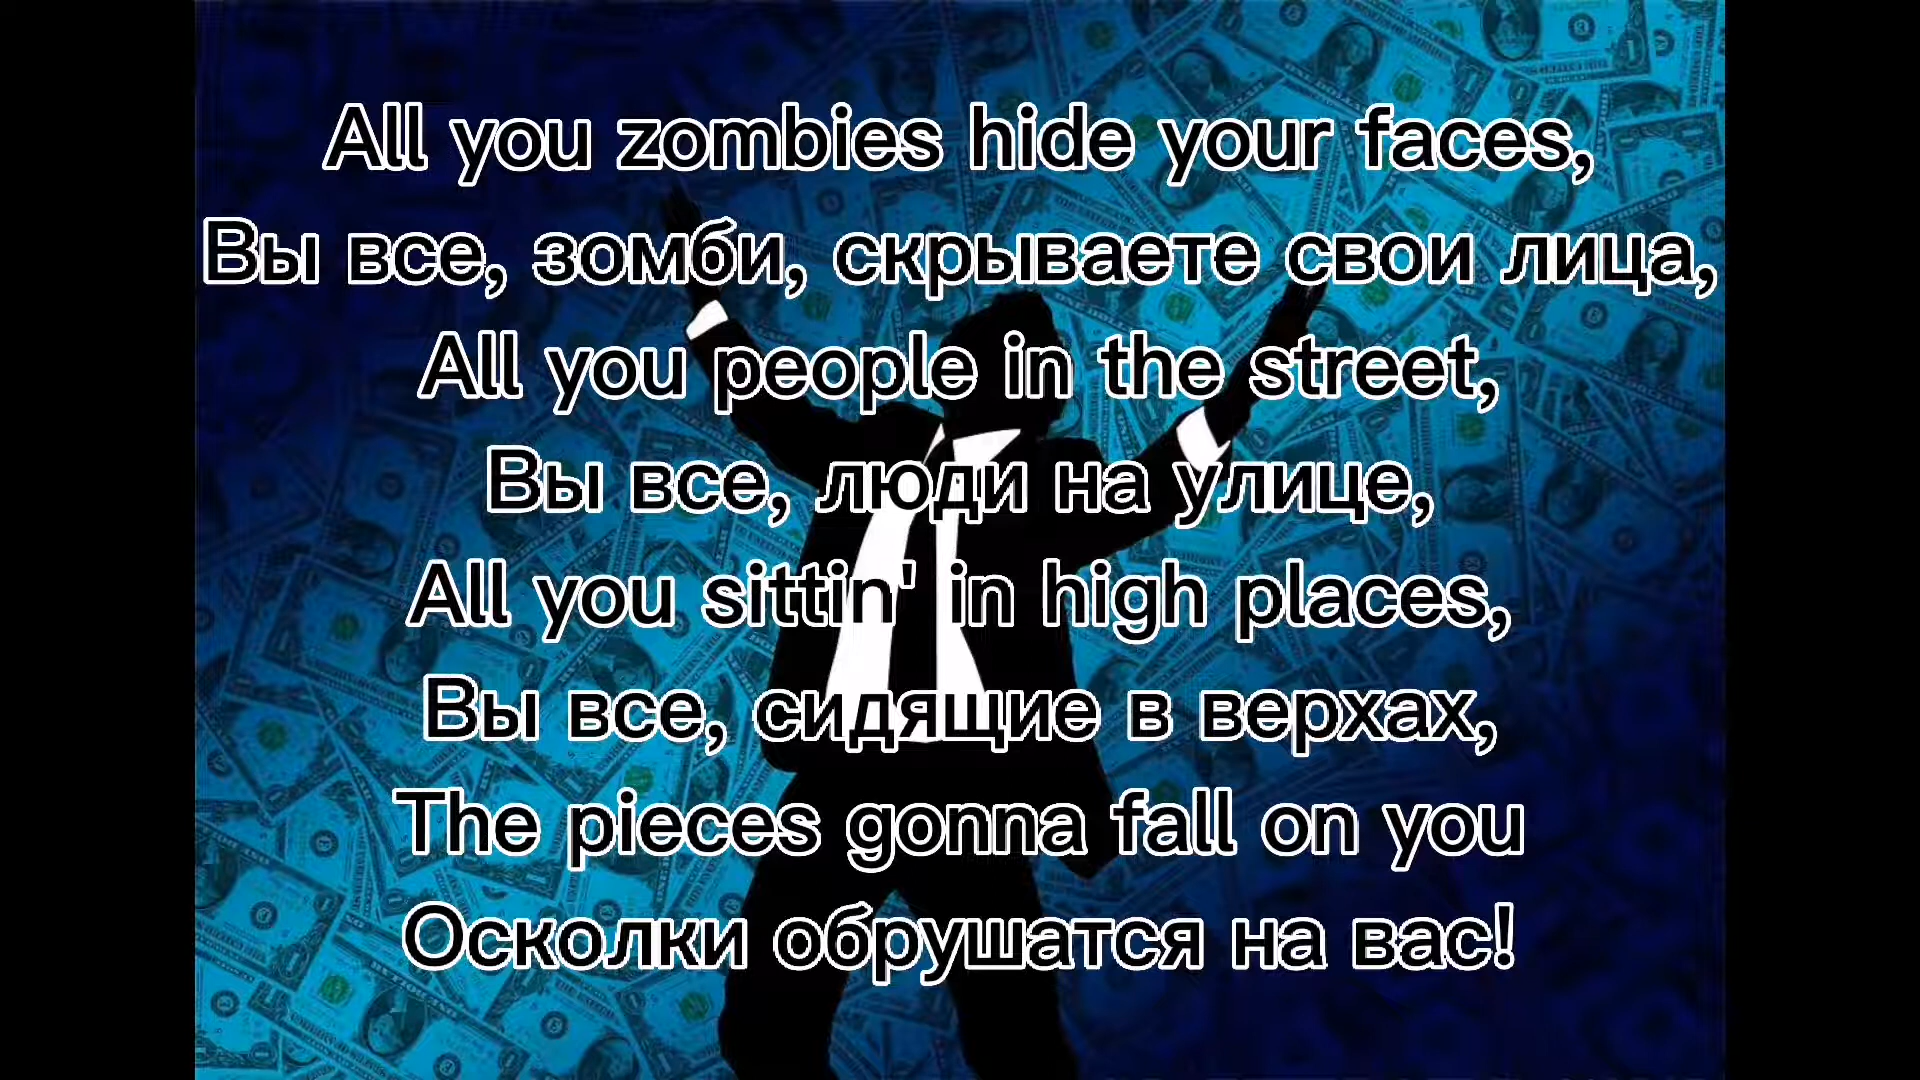 All you zombies hide your faces,
Вы все, зомби, скрываете свои лица,
All you people in the street,
Вы все, люди на улице,
All you sittin' in high places,
Вы все, сидящие в верхах,
The pieces gonna fall on you
Осколки обрушатся на вас!